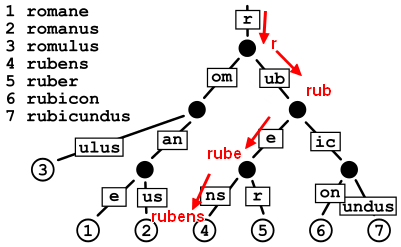 1 romane
2 romanus
3 romulus
4 rubens
5 ruber
6 rubicon
7 rubicundus
r
r
om
ub
rub
ulus
an
e
ic
rube
3
e
us
ns
r
on
undus
rubens
1
2
4
5
6
7